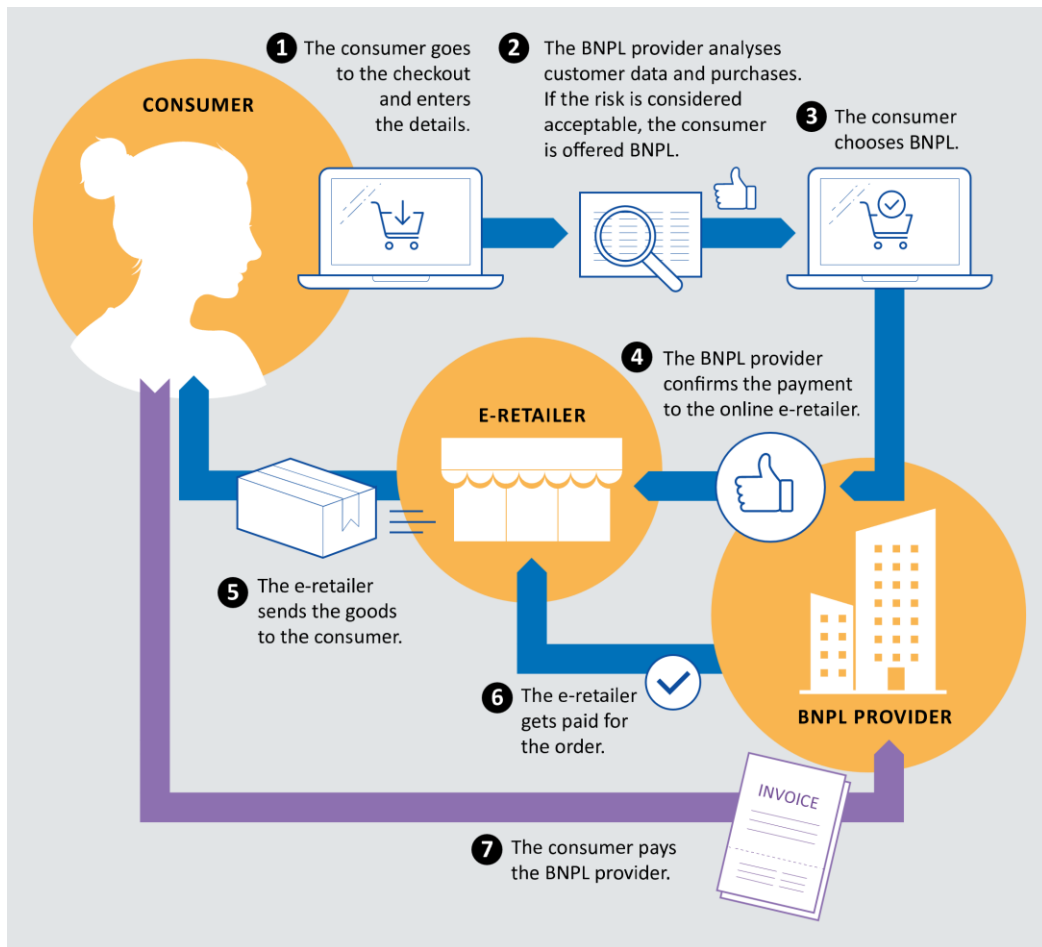 CONSUMER
1 The consumer goes
to the checkout
and enters
the details.
2 The BNPL provider analyses
customer data and purchases.
If the risk is considered
acceptable, the consumer
is offered BNPL.
3 The consumer
chooses BNPL.
4 The BNPL provider
confirms the payment
to the online e-retailer.
E-RETAILER
5 The e-retailer
sends the goods
to the consumer.
6 The e-retailer
gets paid for
the order.
BNPL PROVIDER
INVOICE
7 The consumer pays
the BNPL provider.